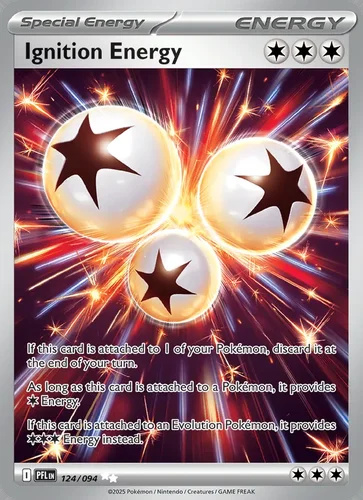 Special Energy ENERGY
Ignition Energy
If this card is attached to 1 of your Pokémon, discard it at
the end of your turn.
As long as this card is attached to a Pokémon, it provides
Energy.
If this card is attached to an Evolution Pokémon, it provides
Energy instead.
I PFL EN 124/094
©2025 Pokémon / Nintendo / Creatures / GAME FREAK